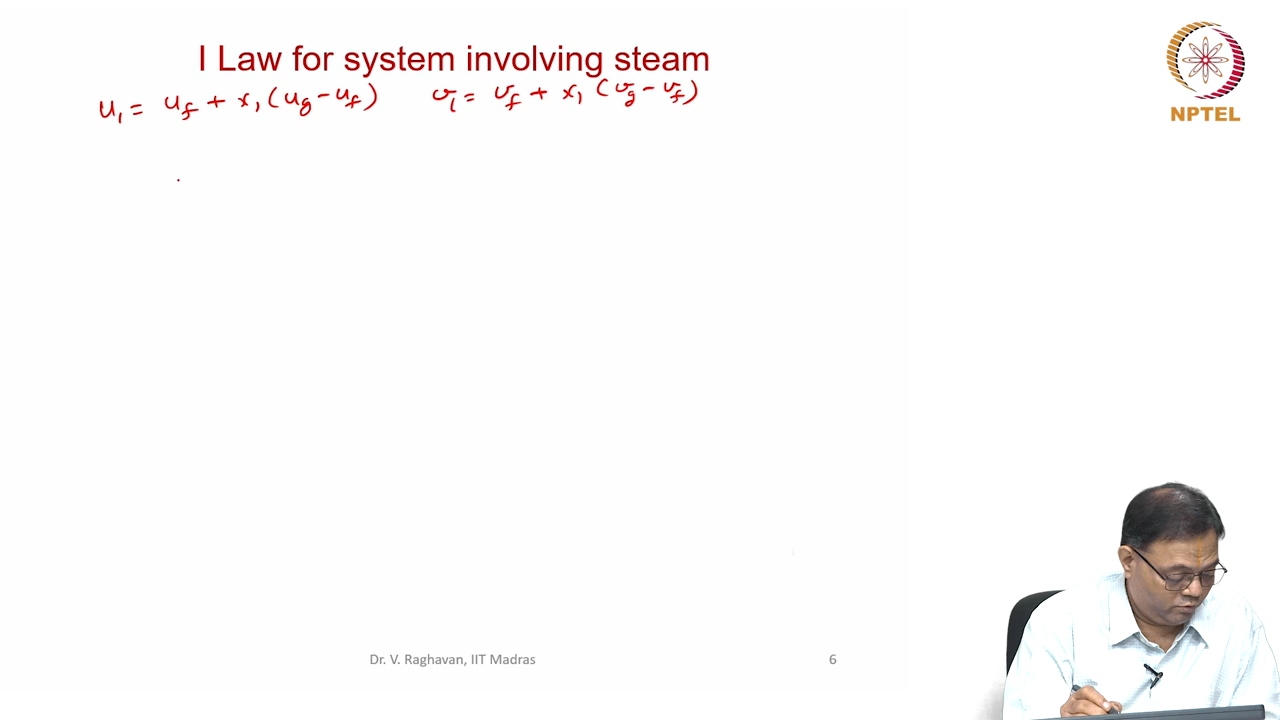 I Law for system involving steam
u₁ = u_f + x₁ (u_g − u_f) v₁ = v_f + x₁ (v_g − v_f)
NPTEL
Dr. V. Raghavan, IIT Madras 6